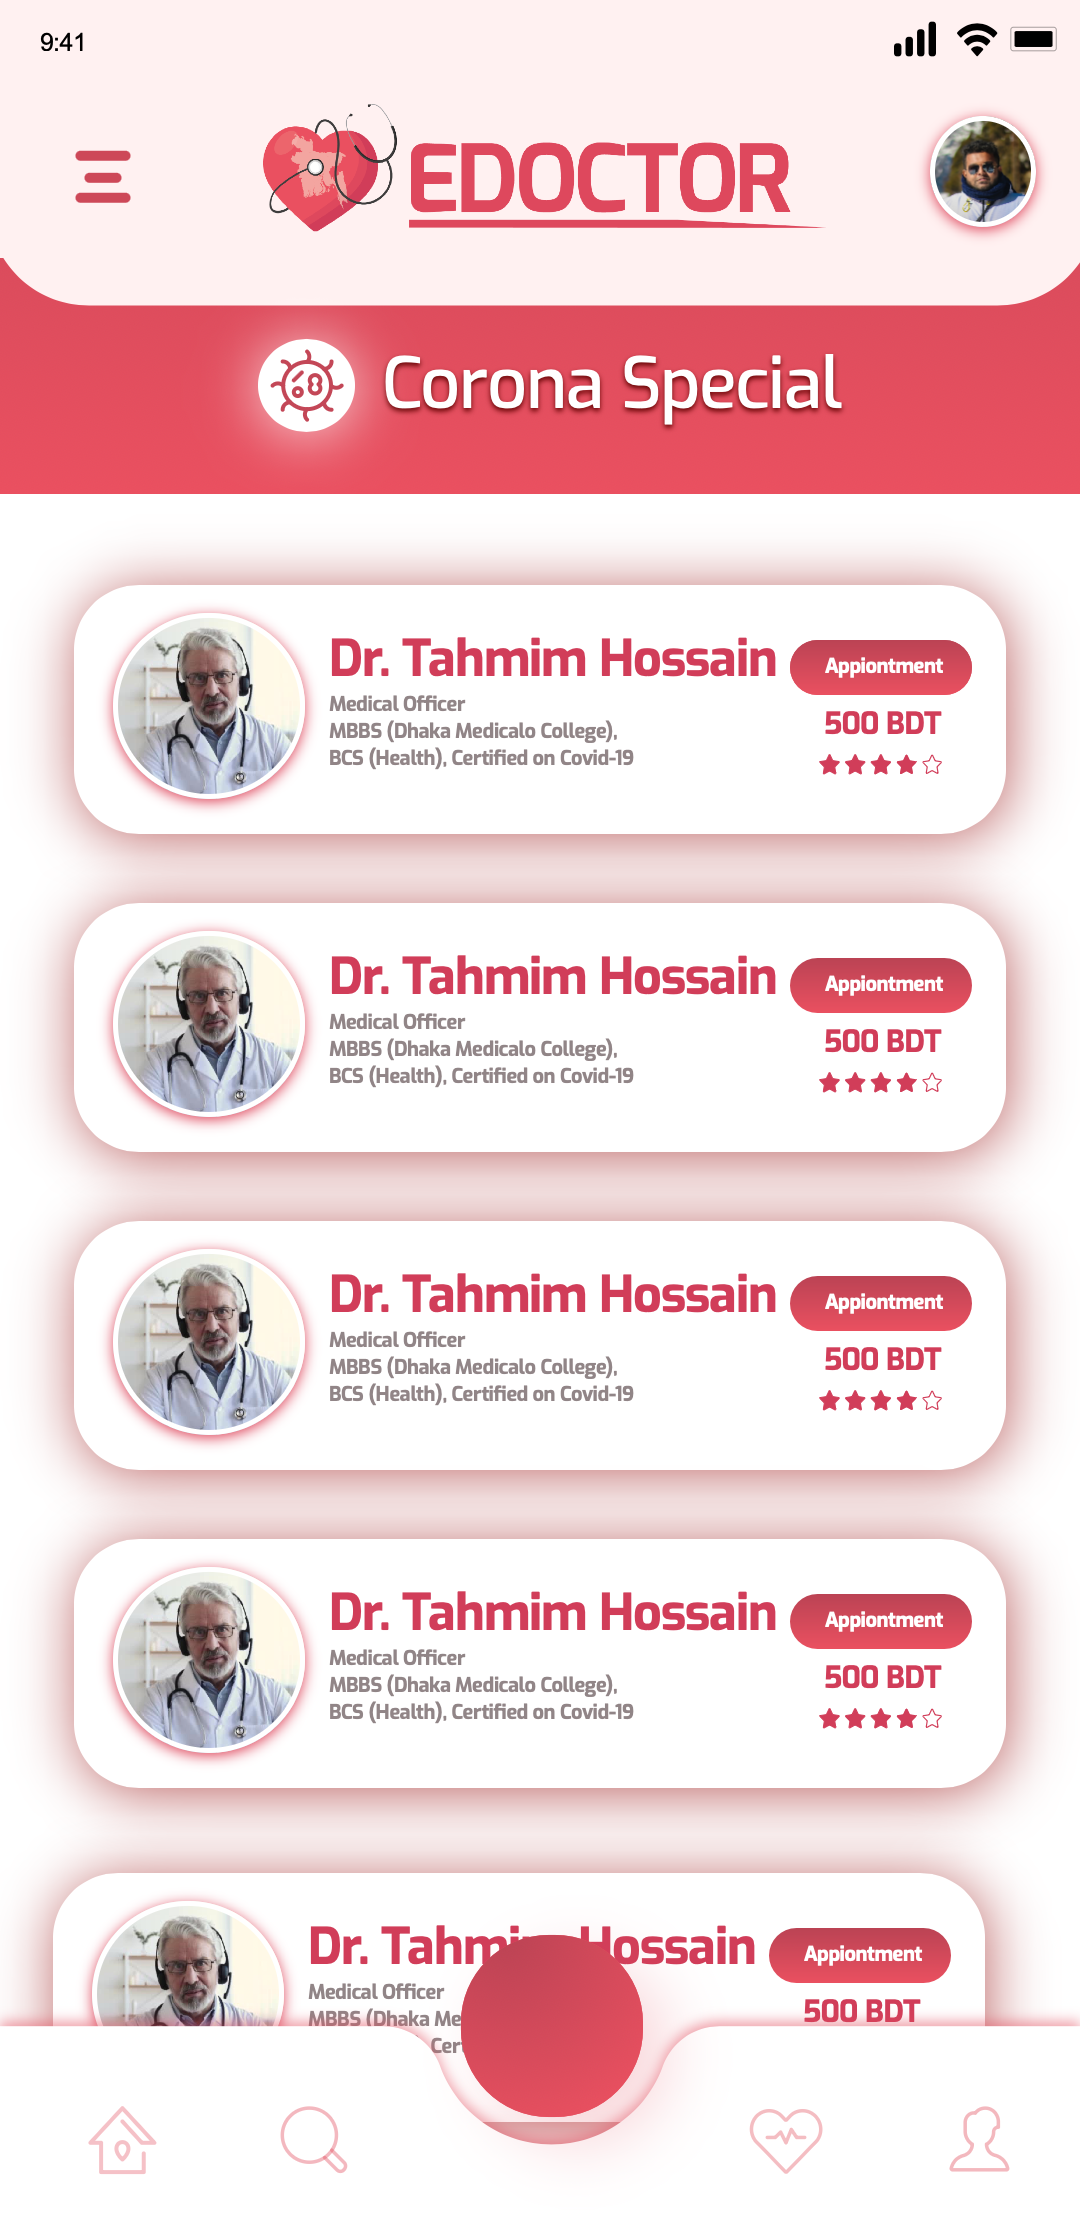 9:41
EDOCTOR
Corona Special
Dr. Tahmim Hossain
Medical Officer
MBBS (Dhaka Medicalo College),
BCS (Health), Certified on Covid-19
Appiontment
500 BDT
Dr. Tahmim Hossain
Medical Officer
MBBS (Dhaka Medicalo College),
BCS (Health), Certified on Covid-19
Appiontment
500 BDT
Dr. Tahmim Hossain
Medical Officer
MBBS (Dhaka Medicalo College),
BCS (Health), Certified on Covid-19
Appiontment
500 BDT
Dr. Tahmim Hossain
Medical Officer
MBBS (Dhaka Medicalo College),
BCS (Health), Certified on Covid-19
Appiontment
500 BDT
Dr. Tahmim Hossain
Medical Officer
MBBS (Dhaka Me
Cert
Appiontment
500 BDT